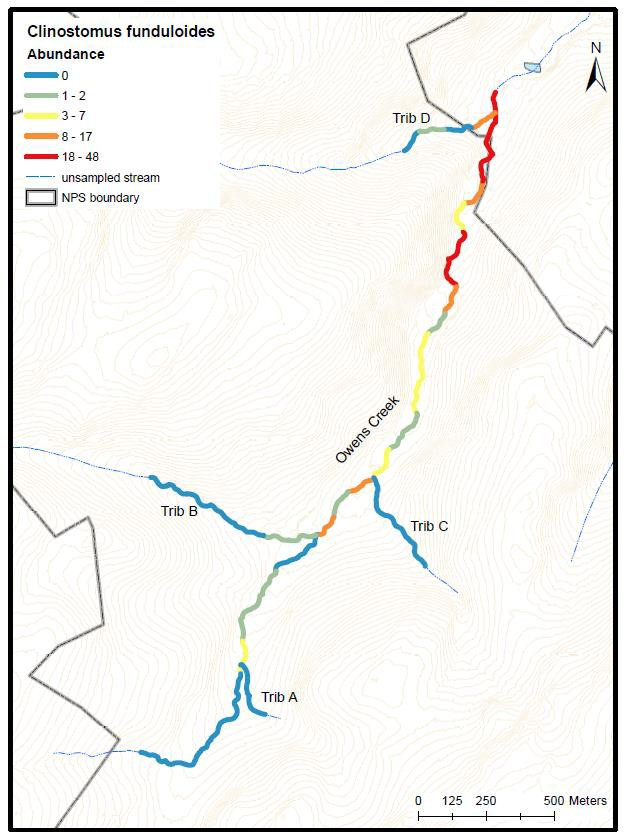 Clinostomus funduloides
Abundance
0
1 - 2
3 - 7
8 - 17
18 - 48
unsampled stream
NPS boundary
N
Trib D
Owens Creek
Trib B
Trib C
Trib A
0 125 250 500 Meters